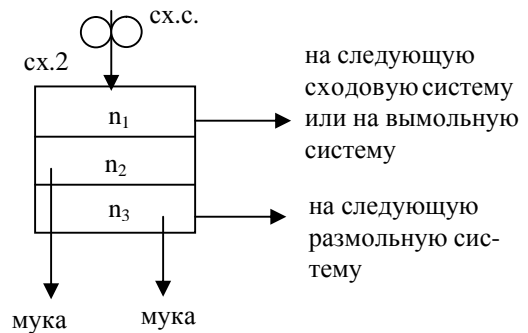 сх.с.
сх.2
n₁
n₂
n₃
на следующую
сходовую систему
или на вымольную
систему
на следующую
размольную сис-
тему
мука
мука